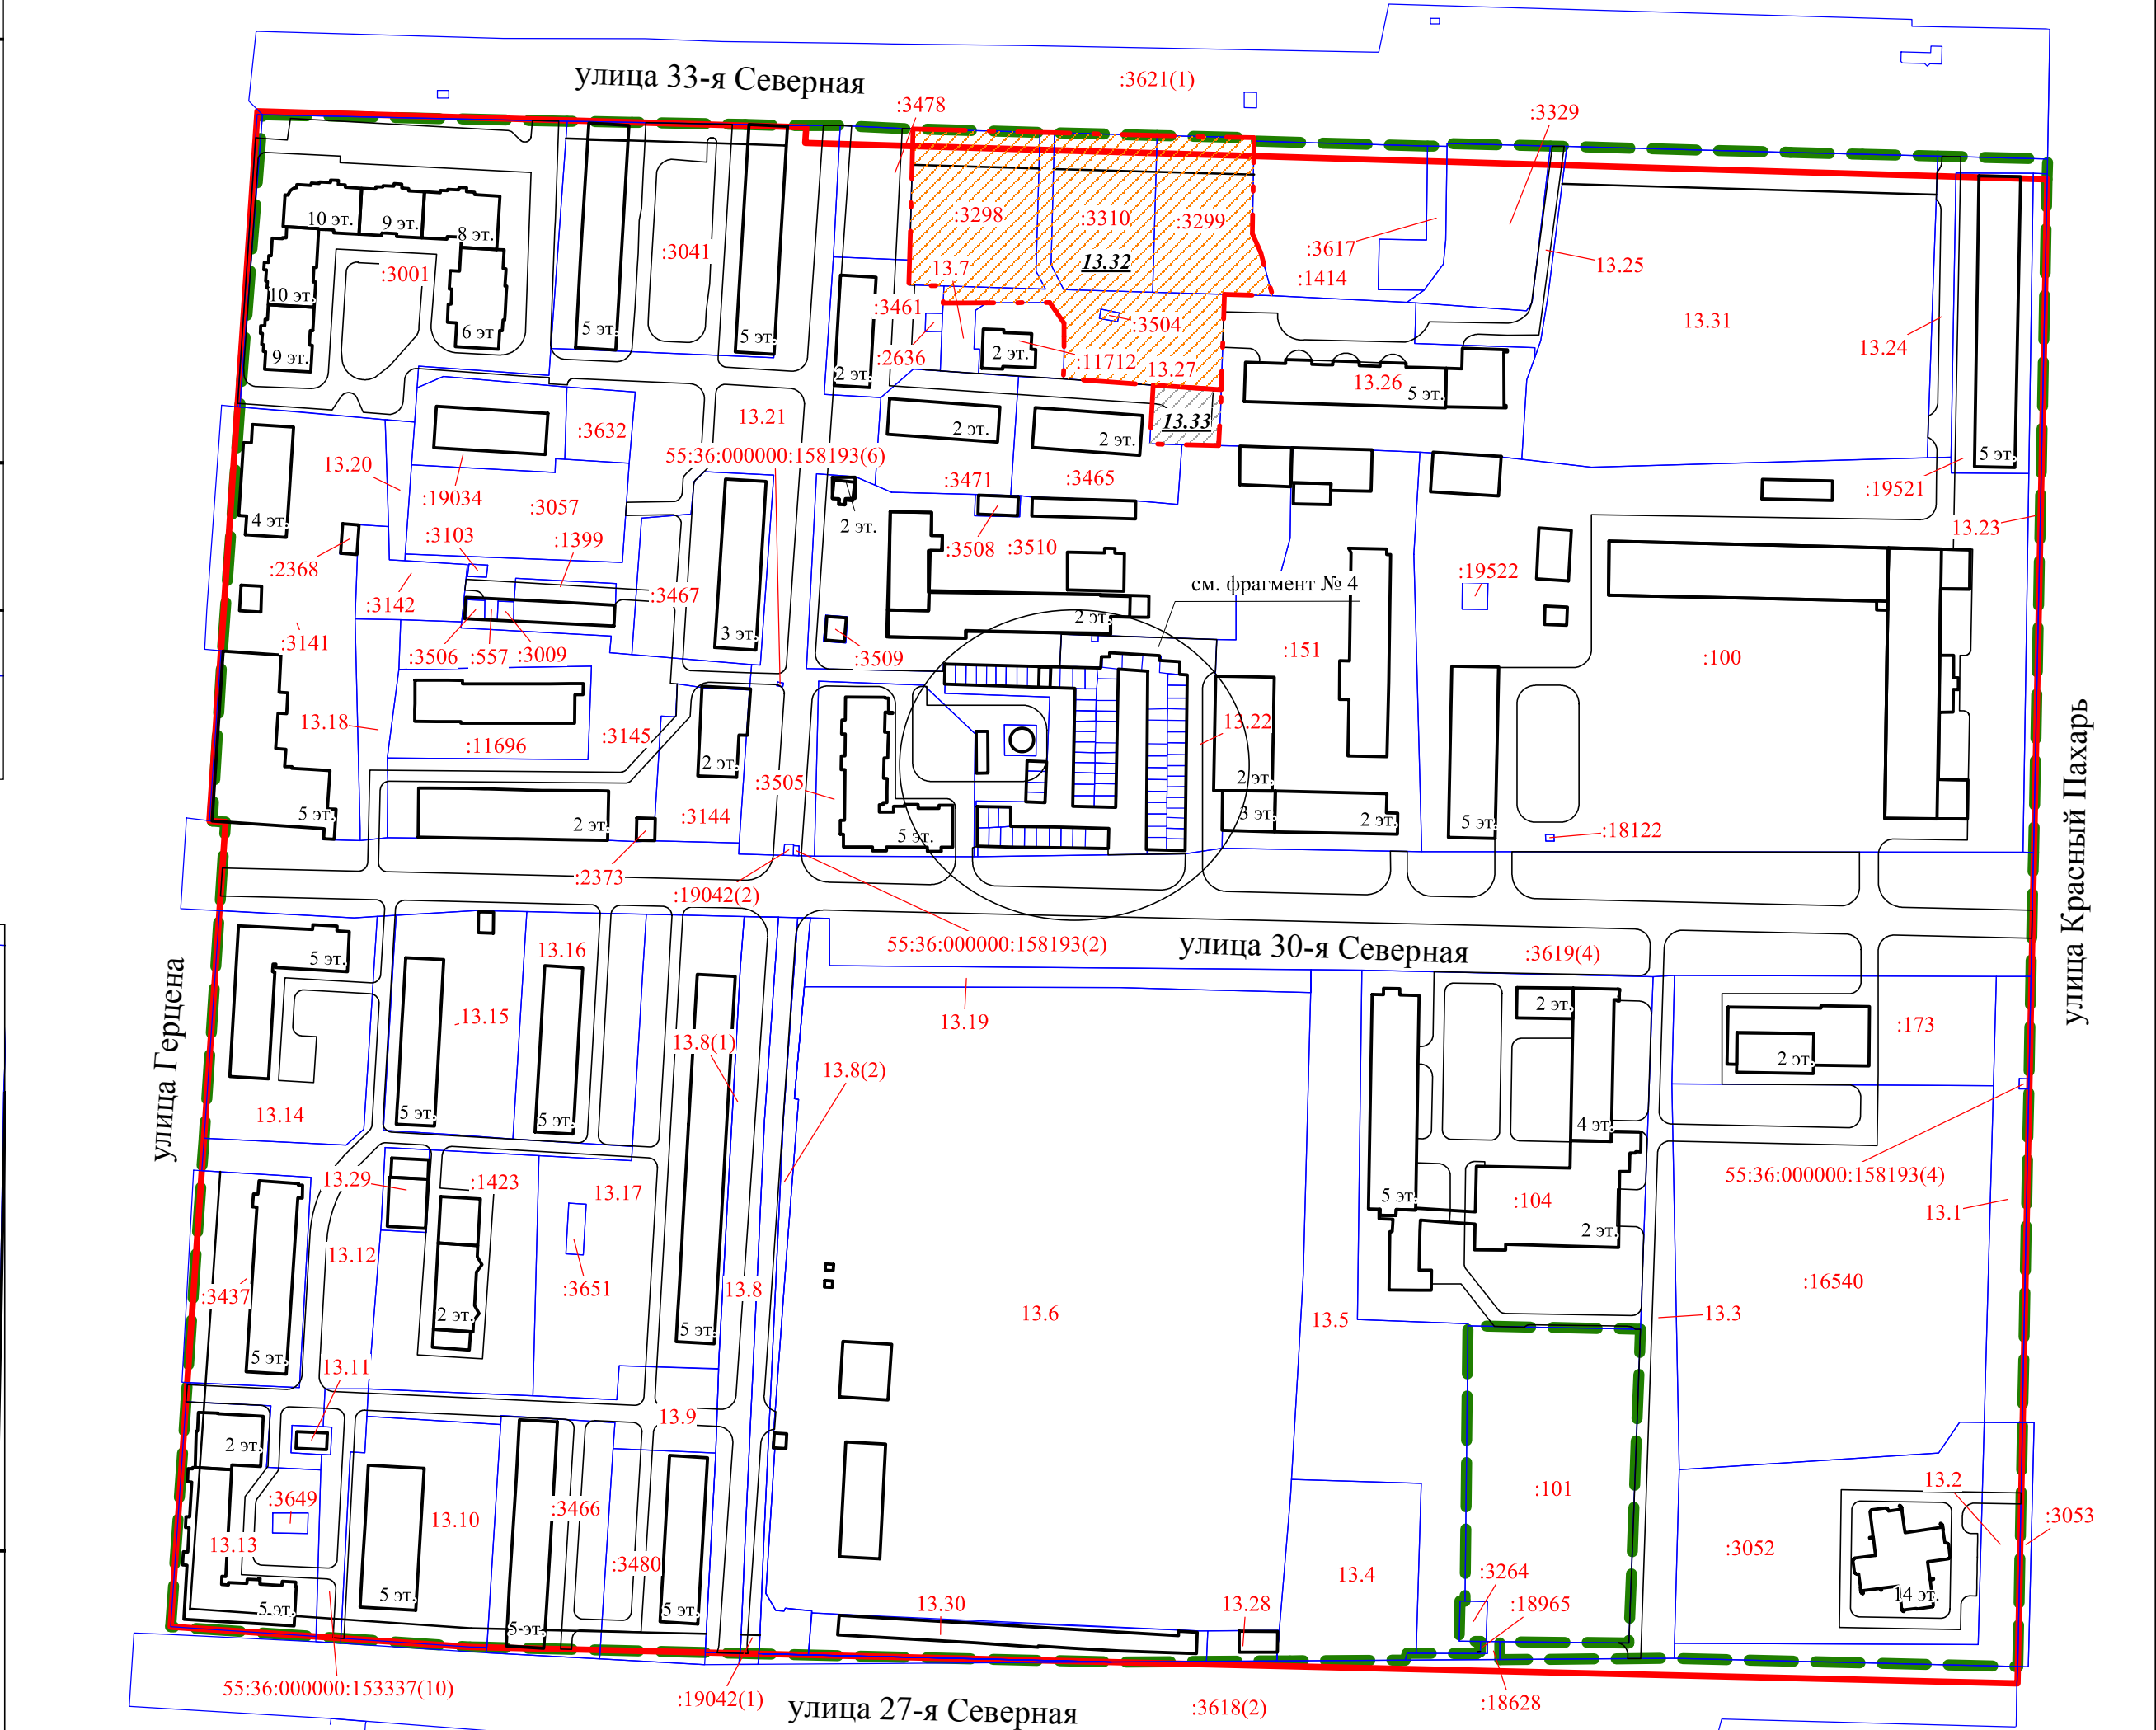 улица 33-я Северная
:3621(1)
:3478
:3329
10 эт.
9 эт.
8 эт.
:3001
10 эт.
9 эт.
6 эт
:3041
5 эт.
5 эт.
:3298
:3310
:3299
13.32
13.7
:3461
:2636
2 эт.
2 эт.
:3504
:11712
13.27
13.33
:3617
:1414
13.25
13.31
13.24
13.26
5 эт.
5 эт.
13.21
:3632
55:36:000000:158193(6)
13.20
:19034
:3057
4 эт.
:3103
:1399
:2368
:3142
:3141
:3506
:557
:3009
:3467
3 эт.
2 эт.
2 эт.
:3471
:3465
2 эт.
:3508
:3510
2 эт.
:3509
см. фрагмент № 4
:19521
13.23
:19522
:151
:100
13.18
:11696
:3145
2 эт.
:3505
13.22
2 эт.
3 эт.
2 эт.
5 эт.
:18122
5 эт.
2 эт.
:3144
5 эт.
:2373
:19042(2)
55:36:000000:158193(2)
улица 30-я Северная
:3619(4)
улица Красный Пахарь
улица Герцена
5 эт.
13.16
13.15
13.14
5 эт.
5 эт.
13.8(1)
13.8(2)
13.19
2 эт.
4 эт.
:173
2 эт.
55:36:000000:158193(4)
13.1
13.29
:1423
13.17
13.12
:3651
:3437
2 эт.
5 эт.
13.8
5 эт.
13.6
13.5
5 эт.
:104
2 эт.
13.3
:16540
13.11
13.9
2 эт.
:3649
13.13
13.10
:3466
:3480
5 эт.
5 эт.
5 эт.
5 эт.
:101
13.2
:3053
:3052
14 эт.
13.4
:3264
:18965
13.30
13.28
55:36:000000:153337(10)
:19042(1)
улица 27-я Северная
:3618(2)
:18628